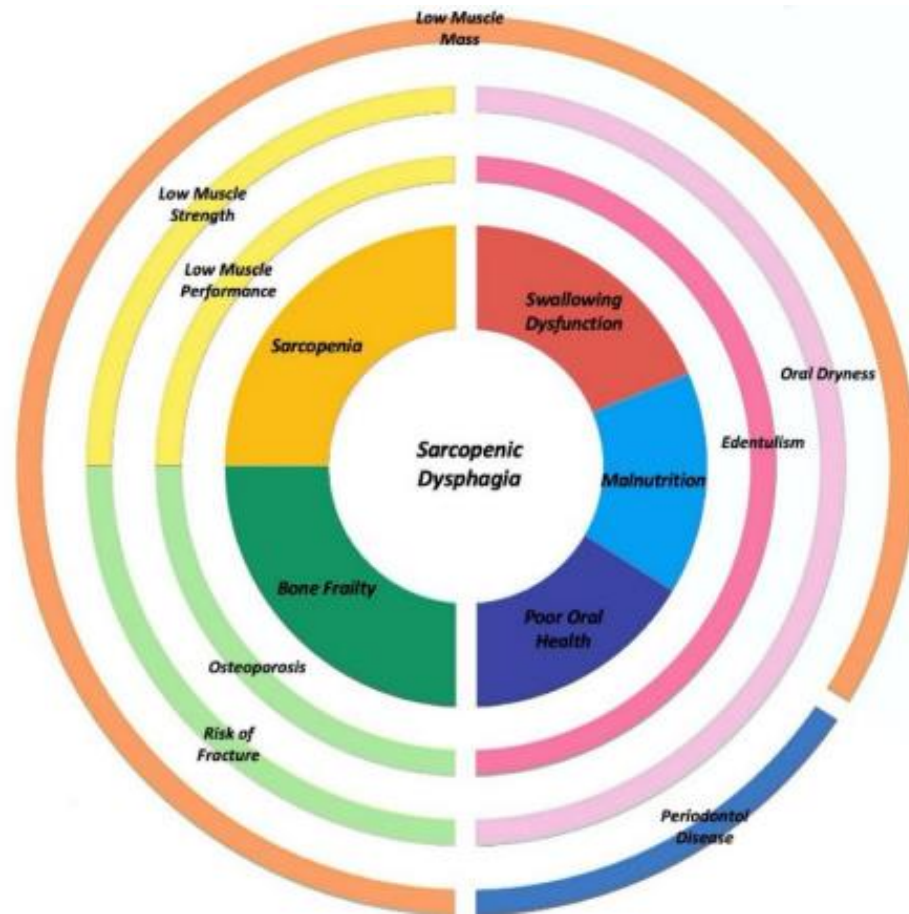 Low Muscle
Mass
Low Muscle
Strength
Low Muscle
Performance
Sarcopenia
Swallowing
Dysfunction
Oral Dryness
Edentulism
Sarcopenic
Dysphagia
Malnutrition
Bone Frailty
Poor Oral
Health
Osteoporosis
Risk of
Fracture
Periodontal
Disease